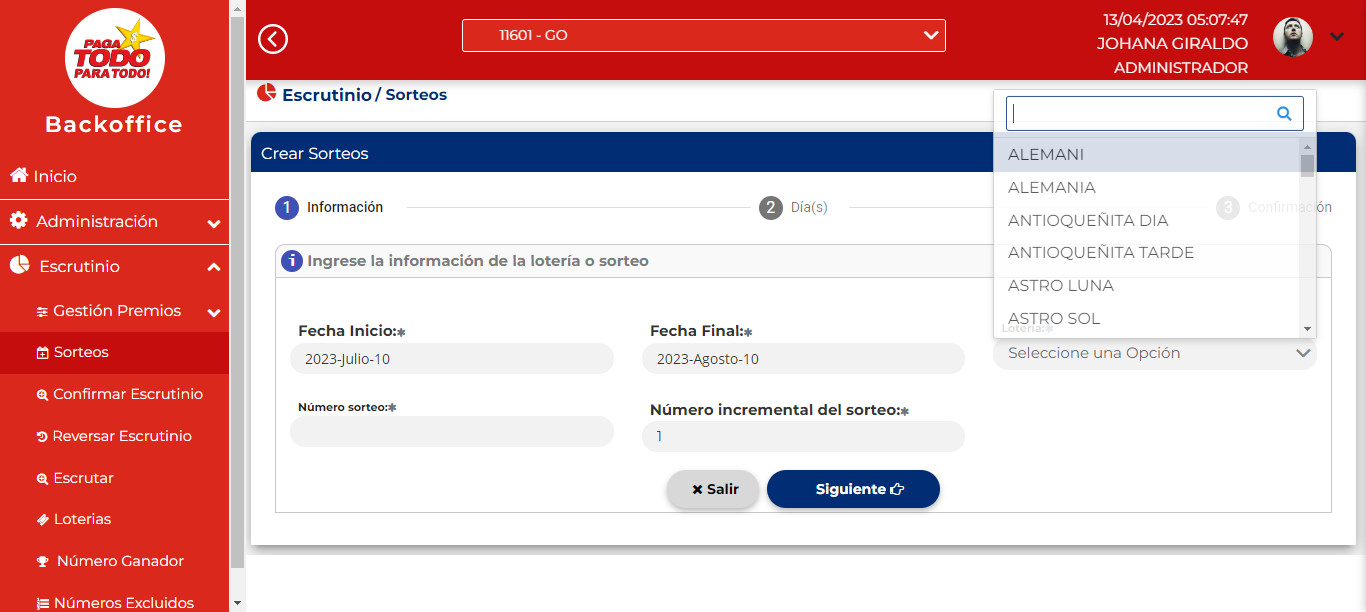 PAGA
TODO
PARA TODO!
Backoffice
Inicio
Administración
Escrutinio
Gestión Premios
Sorteos
Confirmar Escrutinio
Reversar Escrutinio
Escrutar
Loterias
Número Ganador
Números Excluidos
11601 - GO
13/04/2023 05:07:47
JOHANA GIRALDO
ADMINISTRADOR
Escrutinio / Sorteos
Crear Sorteos
1 Información
2 Día(s)
3 Confirmación
Ingrese la información de la lotería o sorteo
Fecha Inicio:*
2023-Julio-10
Fecha Final:*
2023-Agosto-10
ALEMANI
ALEMANIA
ANTIOQUEÑITA DIA
ANTIOQUEÑITA TARDE
ASTRO LUNA
ASTRO SOL
Lotería:*
Seleccione una Opción
Número sorteo:*
Número incremental del sorteo:*
1
Salir
Siguiente